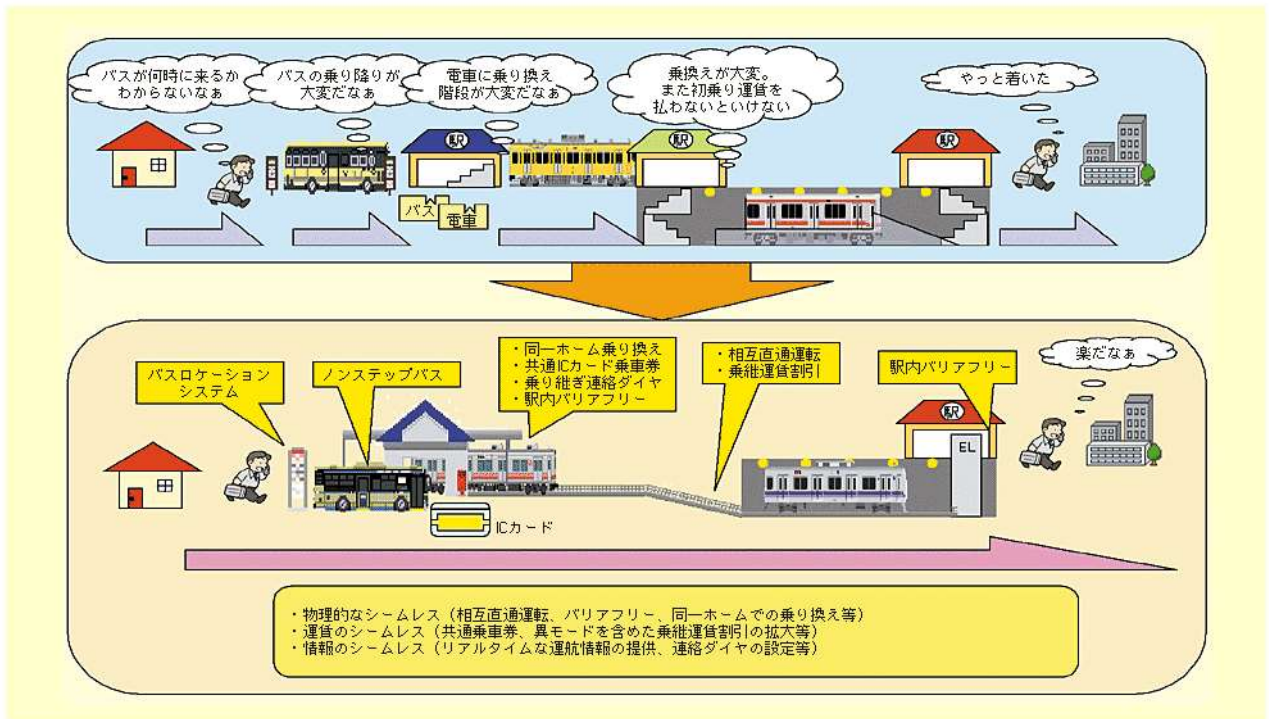 バスが何時に来るか
わからないなぁ
バスの乗り降りが
大変だなぁ
電車に乗り換え
階段が大変だなぁ
乗換えが大変。
また初乗り運賃を
払わないといけない
やっと着いた
駅
駅
駅
バス
電車
バスロケーション
システム
ノンステップバス
・同一ホーム乗り換え
・共通ICカード乗車券
・乗り継ぎ連絡ダイヤ
・駅内バリアフリー
・相互直通運転
・乗継運賃割引
駅内バリアフリー
楽だなぁ
駅
EL
ICカード
・物理的なシームレス（相互直通運転、バリアフリー、同一ホームでの乗り換え等）
・運賃のシームレス（共通乗車券、異モードを含めた乗継運賃割引の拡大等）
・情報のシームレス（リアルタイムな運航情報の提供、連絡ダイヤの設定等）